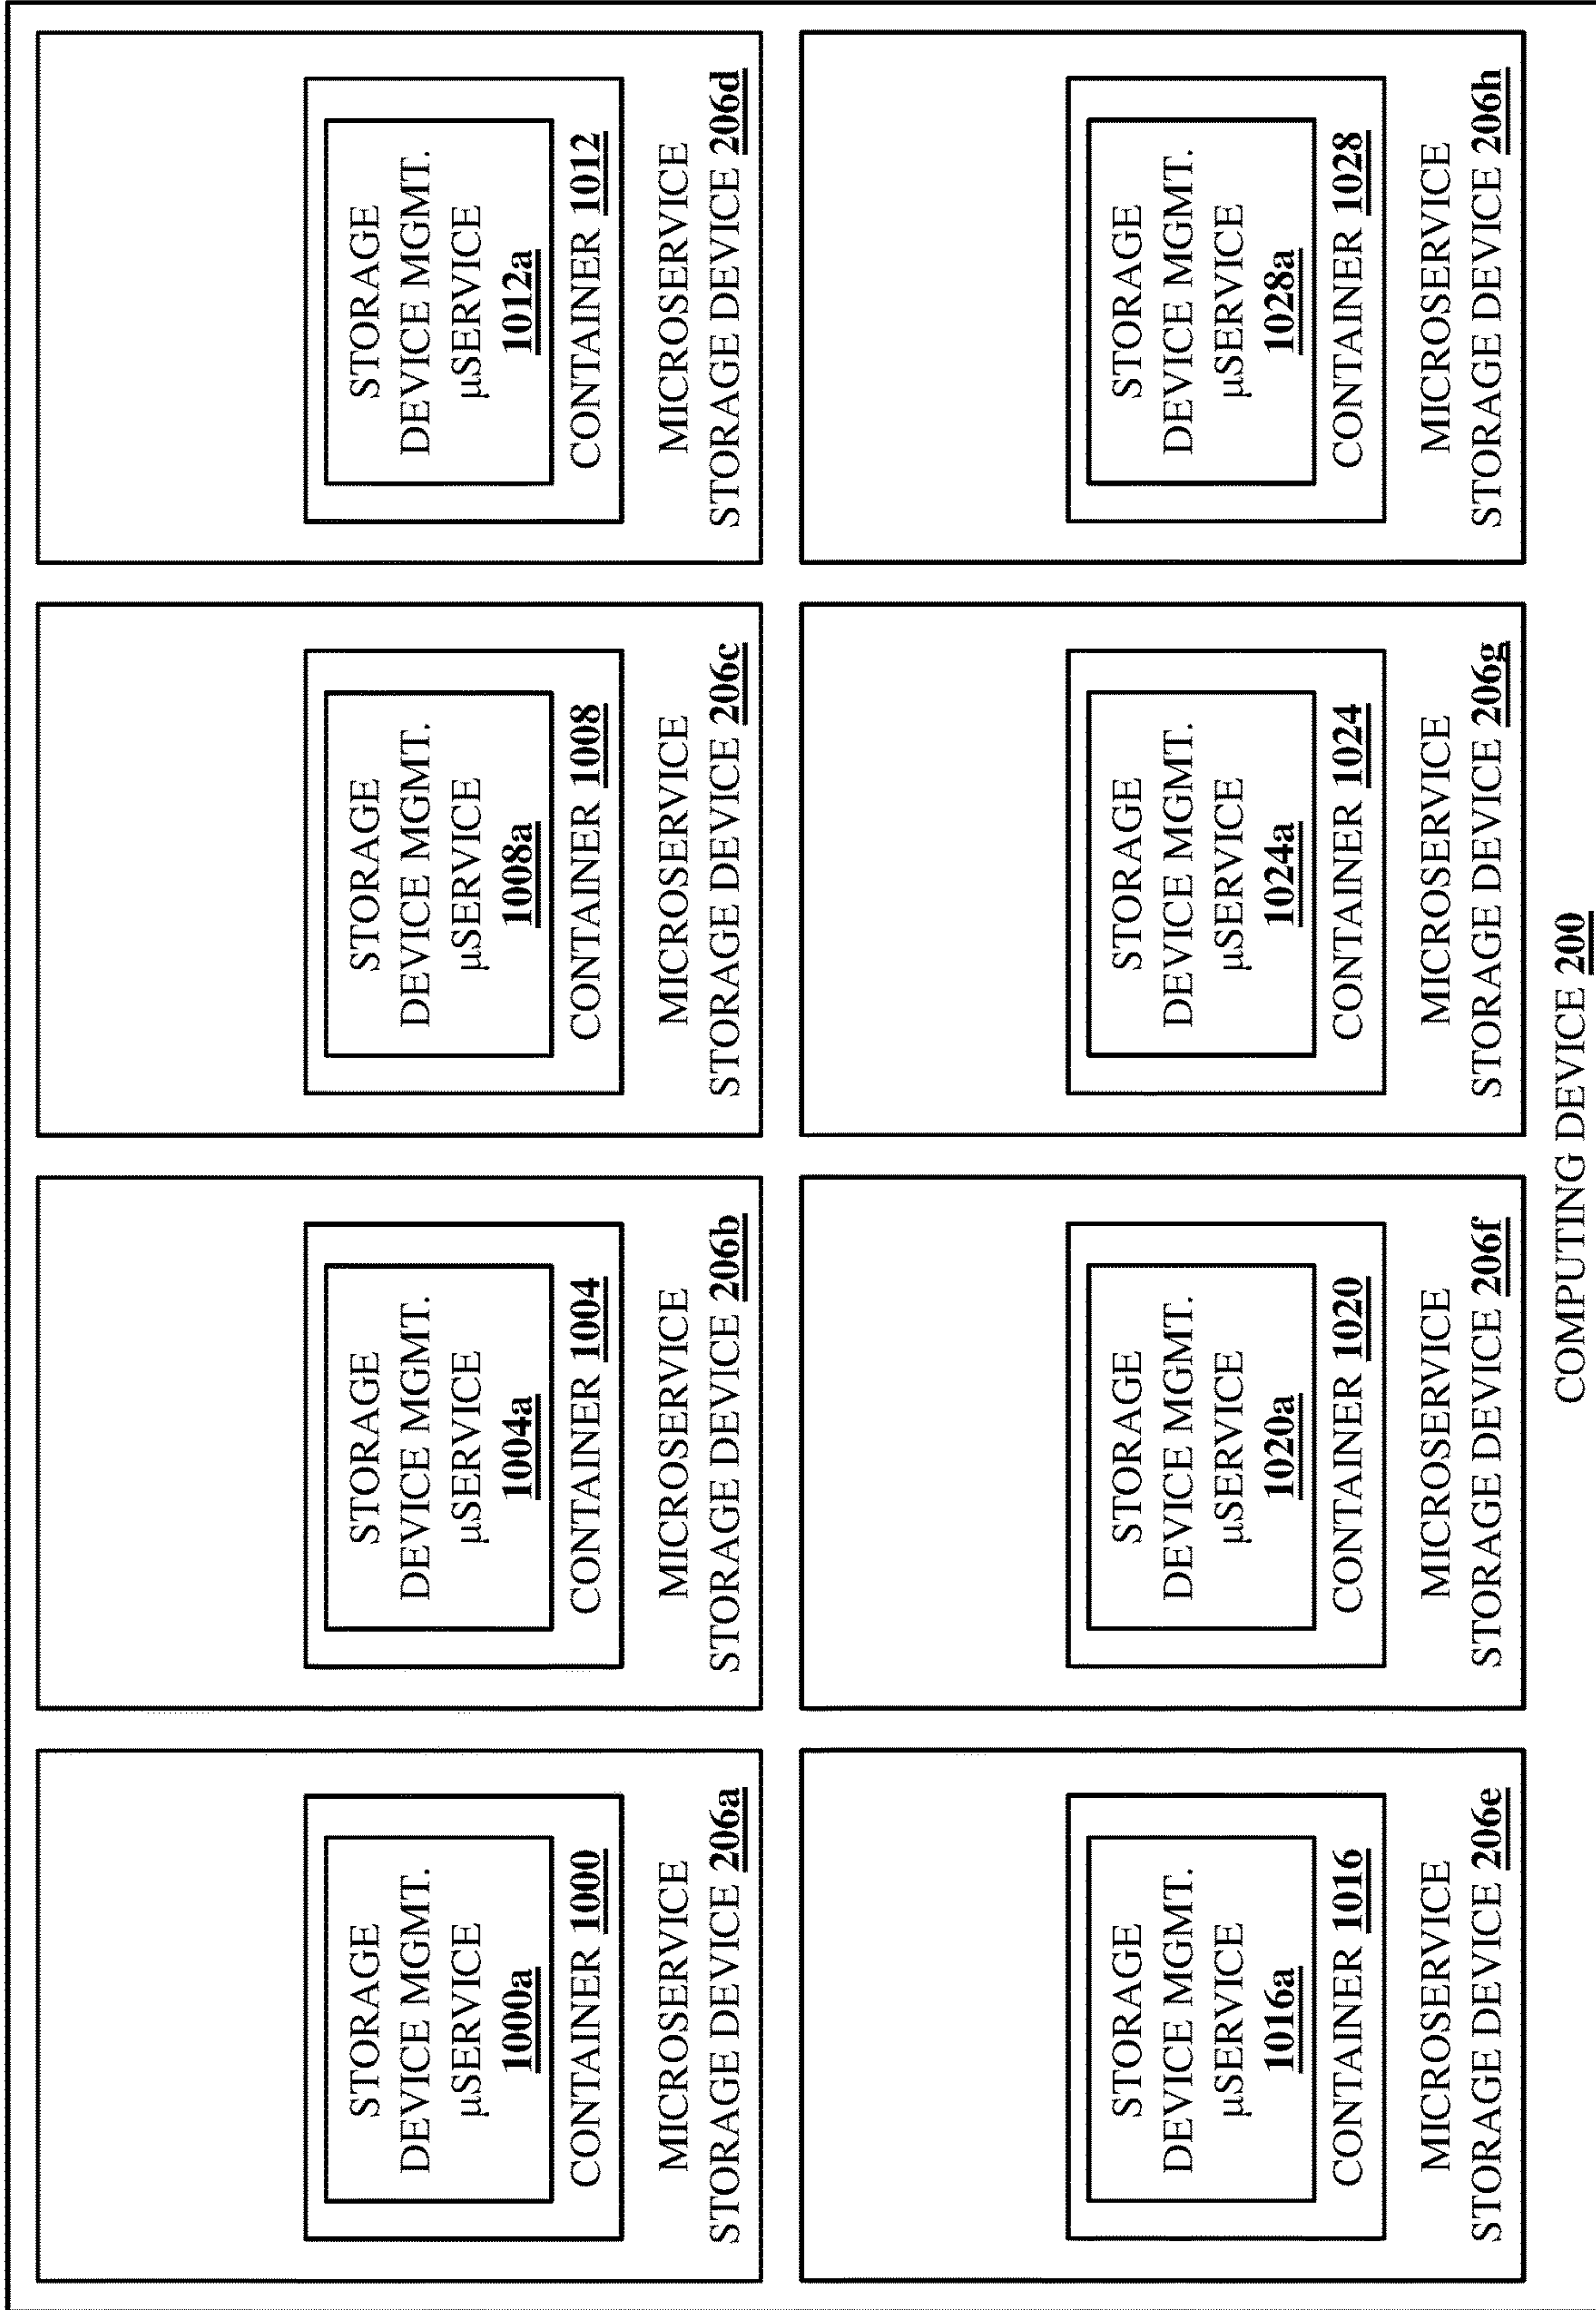 STORAGE
DEVICE MGMT.
µSERVICE
1000a
CONTAINER 1000
MICROSERVICE
STORAGE DEVICE 206a
STORAGE
DEVICE MGMT.
µSERVICE
1004a
CONTAINER 1004
MICROSERVICE
STORAGE DEVICE 206b
STORAGE
DEVICE MGMT.
µSERVICE
1008a
CONTAINER 1008
MICROSERVICE
STORAGE DEVICE 206c
STORAGE
DEVICE MGMT.
µSERVICE
1012a
CONTAINER 1012
MICROSERVICE
STORAGE DEVICE 206d
STORAGE
DEVICE MGMT.
µSERVICE
1016a
CONTAINER 1016
MICROSERVICE
STORAGE DEVICE 206e
STORAGE
DEVICE MGMT.
µSERVICE
1020a
CONTAINER 1020
MICROSERVICE
STORAGE DEVICE 206f
STORAGE
DEVICE MGMT.
µSERVICE
1024a
CONTAINER 1024
MICROSERVICE
STORAGE DEVICE 206g
STORAGE
DEVICE MGMT.
µSERVICE
1028a
CONTAINER 1028
MICROSERVICE
STORAGE DEVICE 206h
COMPUTING DEVICE 200